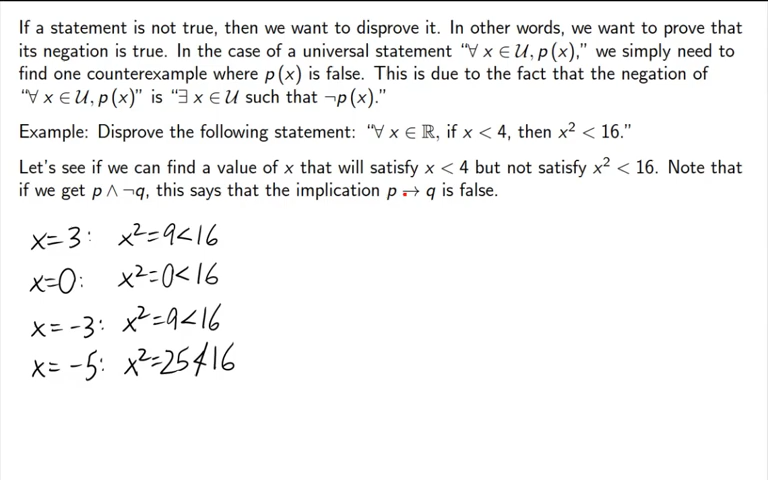 If a statement is not true, then we want to disprove it. In other words, we want to prove that
its negation is true. In the case of a universal statement “∀ x ∈ 𝒰, p(x),” we simply need to
find one counterexample where p(x) is false. This is due to the fact that the negation of
“∀ x ∈ 𝒰, p(x)” is “∃ x ∈ 𝒰 such that ¬p(x).”
Example: Disprove the following statement: “∀ x ∈ ℝ, if x < 4, then x² < 16.”
Let's see if we can find a value of x that will satisfy x < 4 but not satisfy x² < 16. Note that
if we get p ∧ ¬q, this says that the implication p → q is false.
x=3: x²=9<16
x=0: x²=0<16
x=-3: x²=9<16
x=-5: x²=25≮16